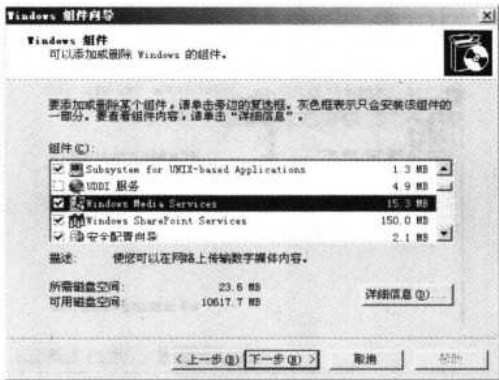 Windows 组件向导
Windows 组件
可以添加或删除 Windows 的组件。
要添加或删除某个组件，请单击旁边的复选框。灰色框表示只会安装该组件的
一部分。要查看组件内容，请单击“详细信息”。
组件(C):
Subsystem for UNIX-based Applications 1.3 MB
UDDI 服务 4.9 MB
Windows Media Services 15.3 MB
Windows SharePoint Services 150.0 MB
安全配置向导 2.1 MB
描述: 使您可以在网络上传输数字媒体内容。
所需磁盘空间: 23.6 MB
可用磁盘空间: 10617.7 MB
详细信息(D)...
< 上一步(B) 下一步(N) > 取消 帮助